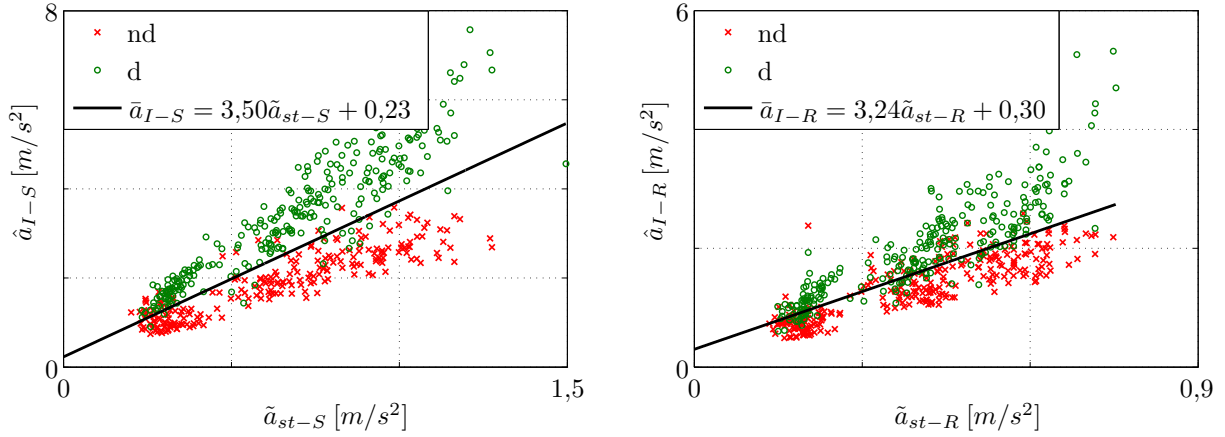 8
nd
d
ā_{I−S} = 3,50ã_{st−S} + 0,23
â_{I−S} [m/s²]
0
0
1,5
ã_{st−S} [m/s²]
6
nd
d
ā_{I−R} = 3,24ã_{st−R} + 0,30
â_{I−R} [m/s²]
0
0
0,9
ã_{st−R} [m/s²]